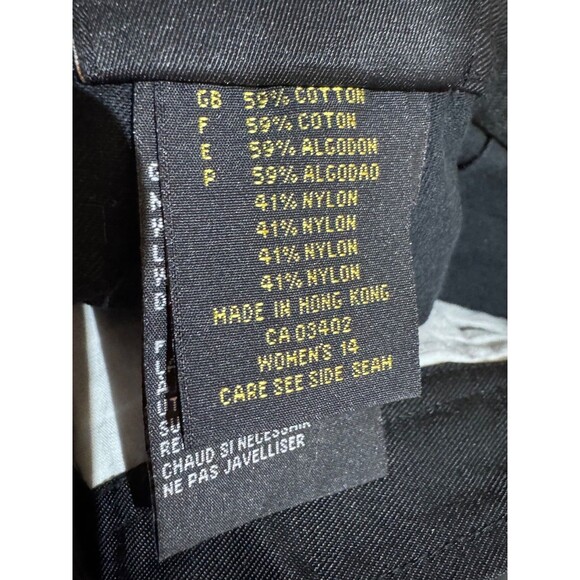 GB 59% COTTON
F 59% COTON
E 59% ALGODON
P 59% ALGODAO
41% NYLON
41% NYLON
41% NYLON
41% NYLON
MADE IN HONG KONG
CA 03402
WOMEN'S 14
CARE SEE SIDE SEAM
CHAUD SI NECESSAIR
NE PAS JAVELLISER